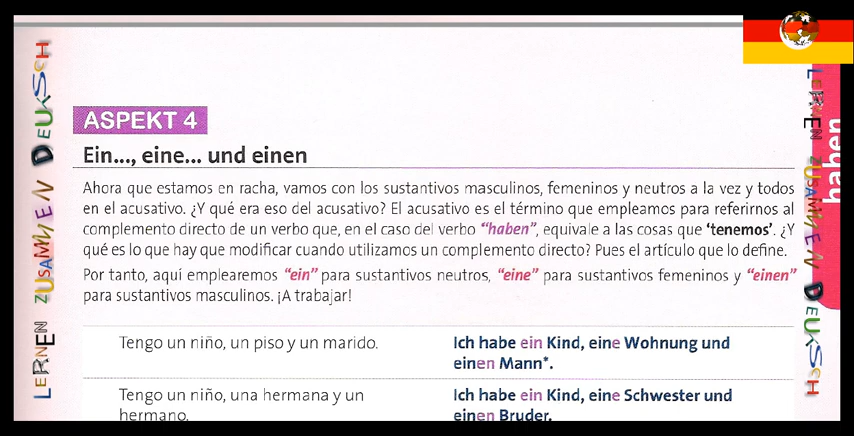 ASPEKT 4
Ein..., eine... und einen
Ahora que estamos en racha, vamos con los sustantivos masculinos, femeninos y neutros a la vez y todos
en el acusativo. ¿Y qué era eso del acusativo? El acusativo es el término que empleamos para referirnos al
complemento directo de un verbo que, en el caso del verbo “haben”, equivale a las cosas que ‘tenemos’. ¿Y
qué es lo que hay que modificar cuando utilizamos un complemento directo? Pues el artículo que lo define.
Por tanto, aquí emplearemos “ein” para sustantivos neutros, “eine” para sustantivos femeninos y “einen”
para sustantivos masculinos. ¡A trabajar!
Tengo un niño, un piso y un marido.
Ich habe ein Kind, eine Wohnung und
einen Mann*.
Tengo un niño, una hermana y un
hermano.
Ich habe ein Kind, eine Schwester und
einen Bruder.
haben
LERNEN ZUSAMMEN DEUKSCH
LERNEN ZUSAMMEN DEUKSCH